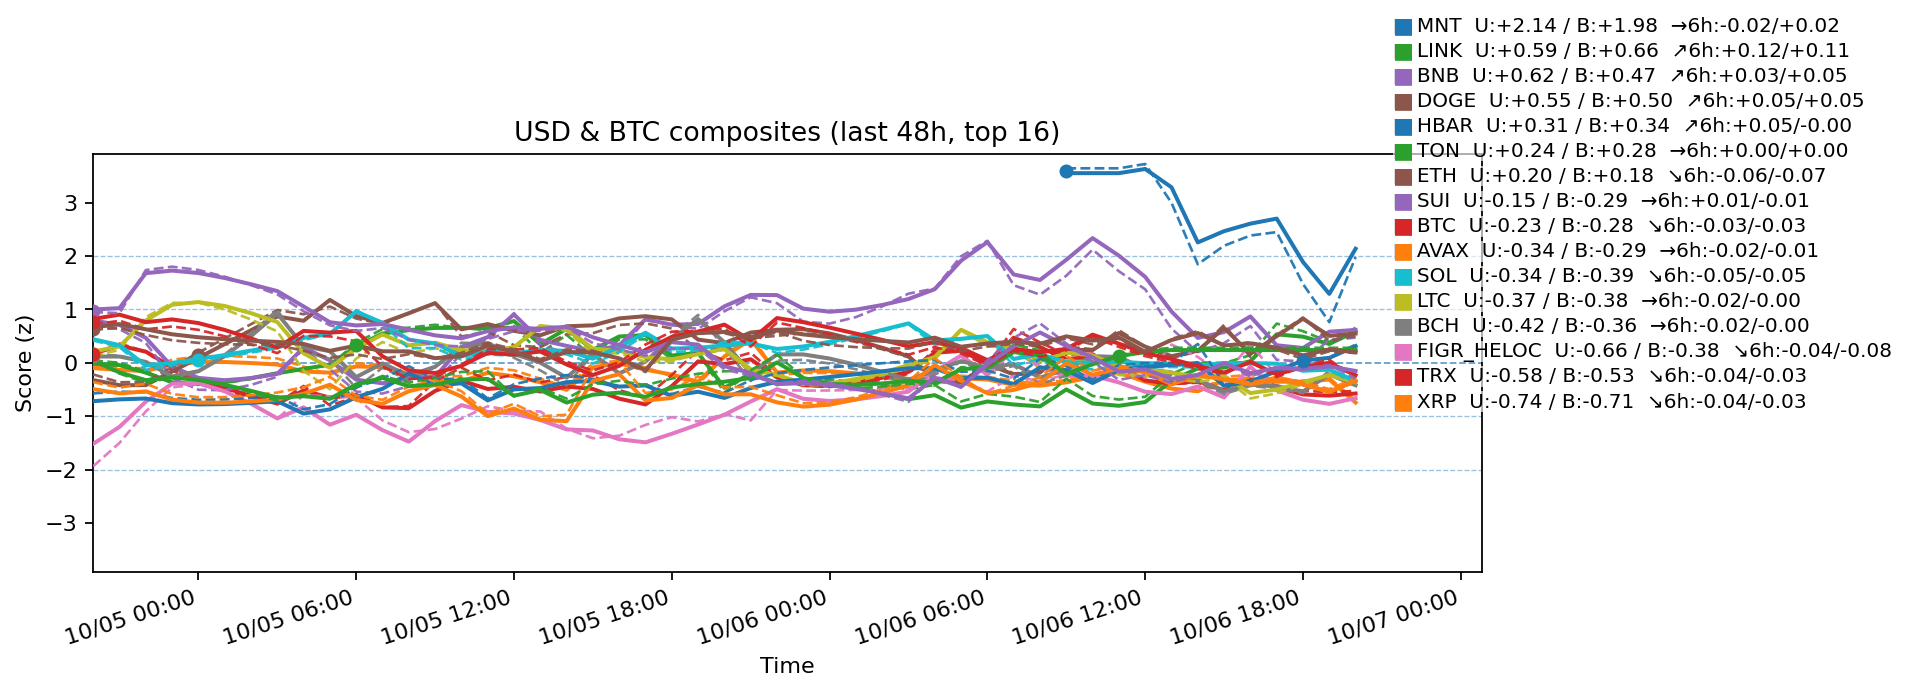 MNT U:+2.14 / B:+1.98 →6h:-0.02/+0.02
LINK U:+0.59 / B:+0.66 ↗6h:+0.12/+0.11
BNB U:+0.62 / B:+0.47 ↗6h:+0.03/+0.05
DOGE U:+0.55 / B:+0.50 ↗6h:+0.05/+0.05
HBAR U:+0.31 / B:+0.34 ↗6h:+0.05/-0.00
TON U:+0.24 / B:+0.28 →6h:+0.00/+0.00
ETH U:+0.20 / B:+0.18 ↘6h:-0.06/-0.07
SUI U:-0.15 / B:-0.29 →6h:+0.01/-0.01
BTC U:-0.23 / B:-0.28 ↘6h:-0.03/-0.03
AVAX U:-0.34 / B:-0.29 →6h:-0.02/-0.01
SOL U:-0.34 / B:-0.39 ↘6h:-0.05/-0.05
LTC U:-0.37 / B:-0.38 →6h:-0.02/-0.00
BCH U:-0.42 / B:-0.36 →6h:-0.02/-0.00
FIGR_HELOC U:-0.66 / B:-0.38 ↘6h:-0.04/-0.08
TRX U:-0.58 / B:-0.53 ↘6h:-0.04/-0.03
XRP U:-0.74 / B:-0.71 ↘6h:-0.04/-0.03
USD & BTC composites (last 48h, top 16)
Score (z)
3
2
1
0
−1
−2
−3
10/05 00:00
10/05 06:00
10/05 12:00
10/05 18:00
10/06 00:00
10/06 06:00
10/06 12:00
10/06 18:00
10/07 00:00
Time